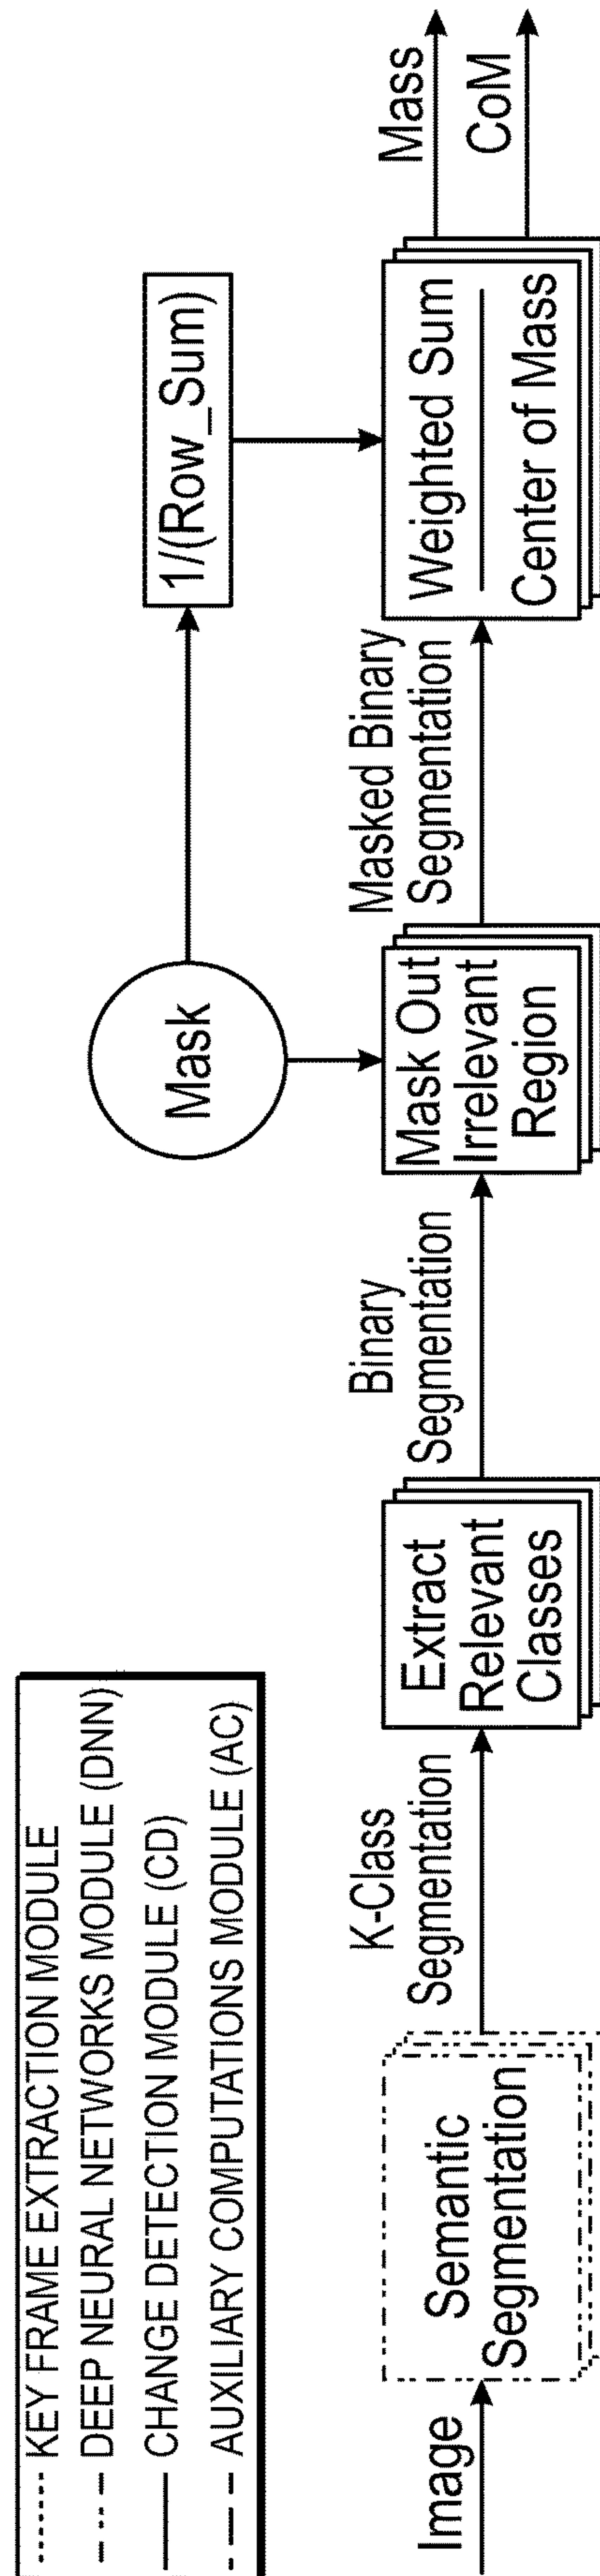 KEY FRAME EXTRACTION MODULE
DEEP NEURAL NETWORKS MODULE (DNN)
CHANGE DETECTION MODULE (CD)
AUXILIARY COMPUTATIONS MODULE (AC)
Image
Semantic
Segmentation
K-Class
Segmentation
Extract
Relevant
Classes
Binary
Segmentation
Mask
Mask Out
Irrelevant
Region
Masked Binary
Segmentation
1/(Row_Sum)
Weighted Sum
Center of Mass
Mass
CoM